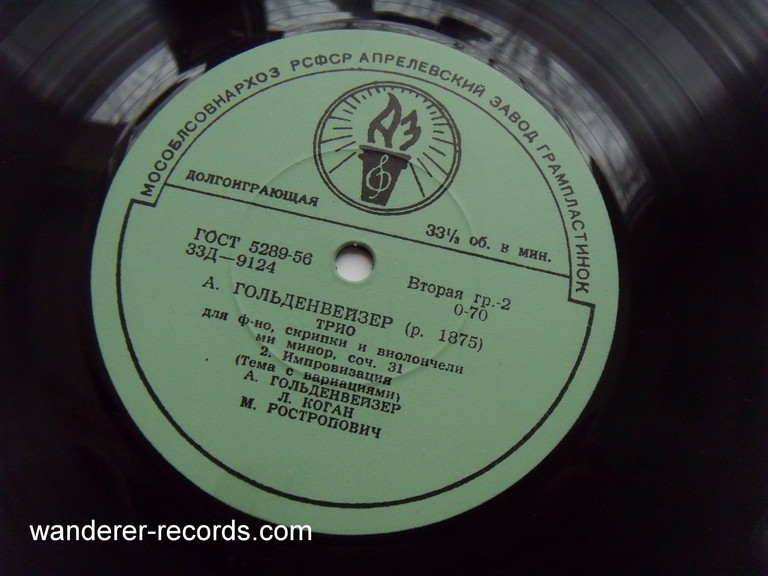 МОСОБЛСОВНАРХОЗ РСФСР АПРЕЛЕВСКИЙ ЗАВОД ГРАМПЛАСТИНОК
АЗ
ДОЛГОИГРАЮЩАЯ
33⅓ об. в мин.
ГОСТ 5289-56
33Д—9124
Вторая гр.-2
0-70
А. ГОЛЬДЕНВЕЙЗЕР (р. 1875)
ТРИО
для ф-но, скрипки и виолончели
ми минор, соч. 31
2. Импровизация
(Тема с вариациями)
А. ГОЛЬДЕНВЕЙЗЕР
Л. КОГАН
М. РОСТРОПОВИЧ
wanderer-records.com